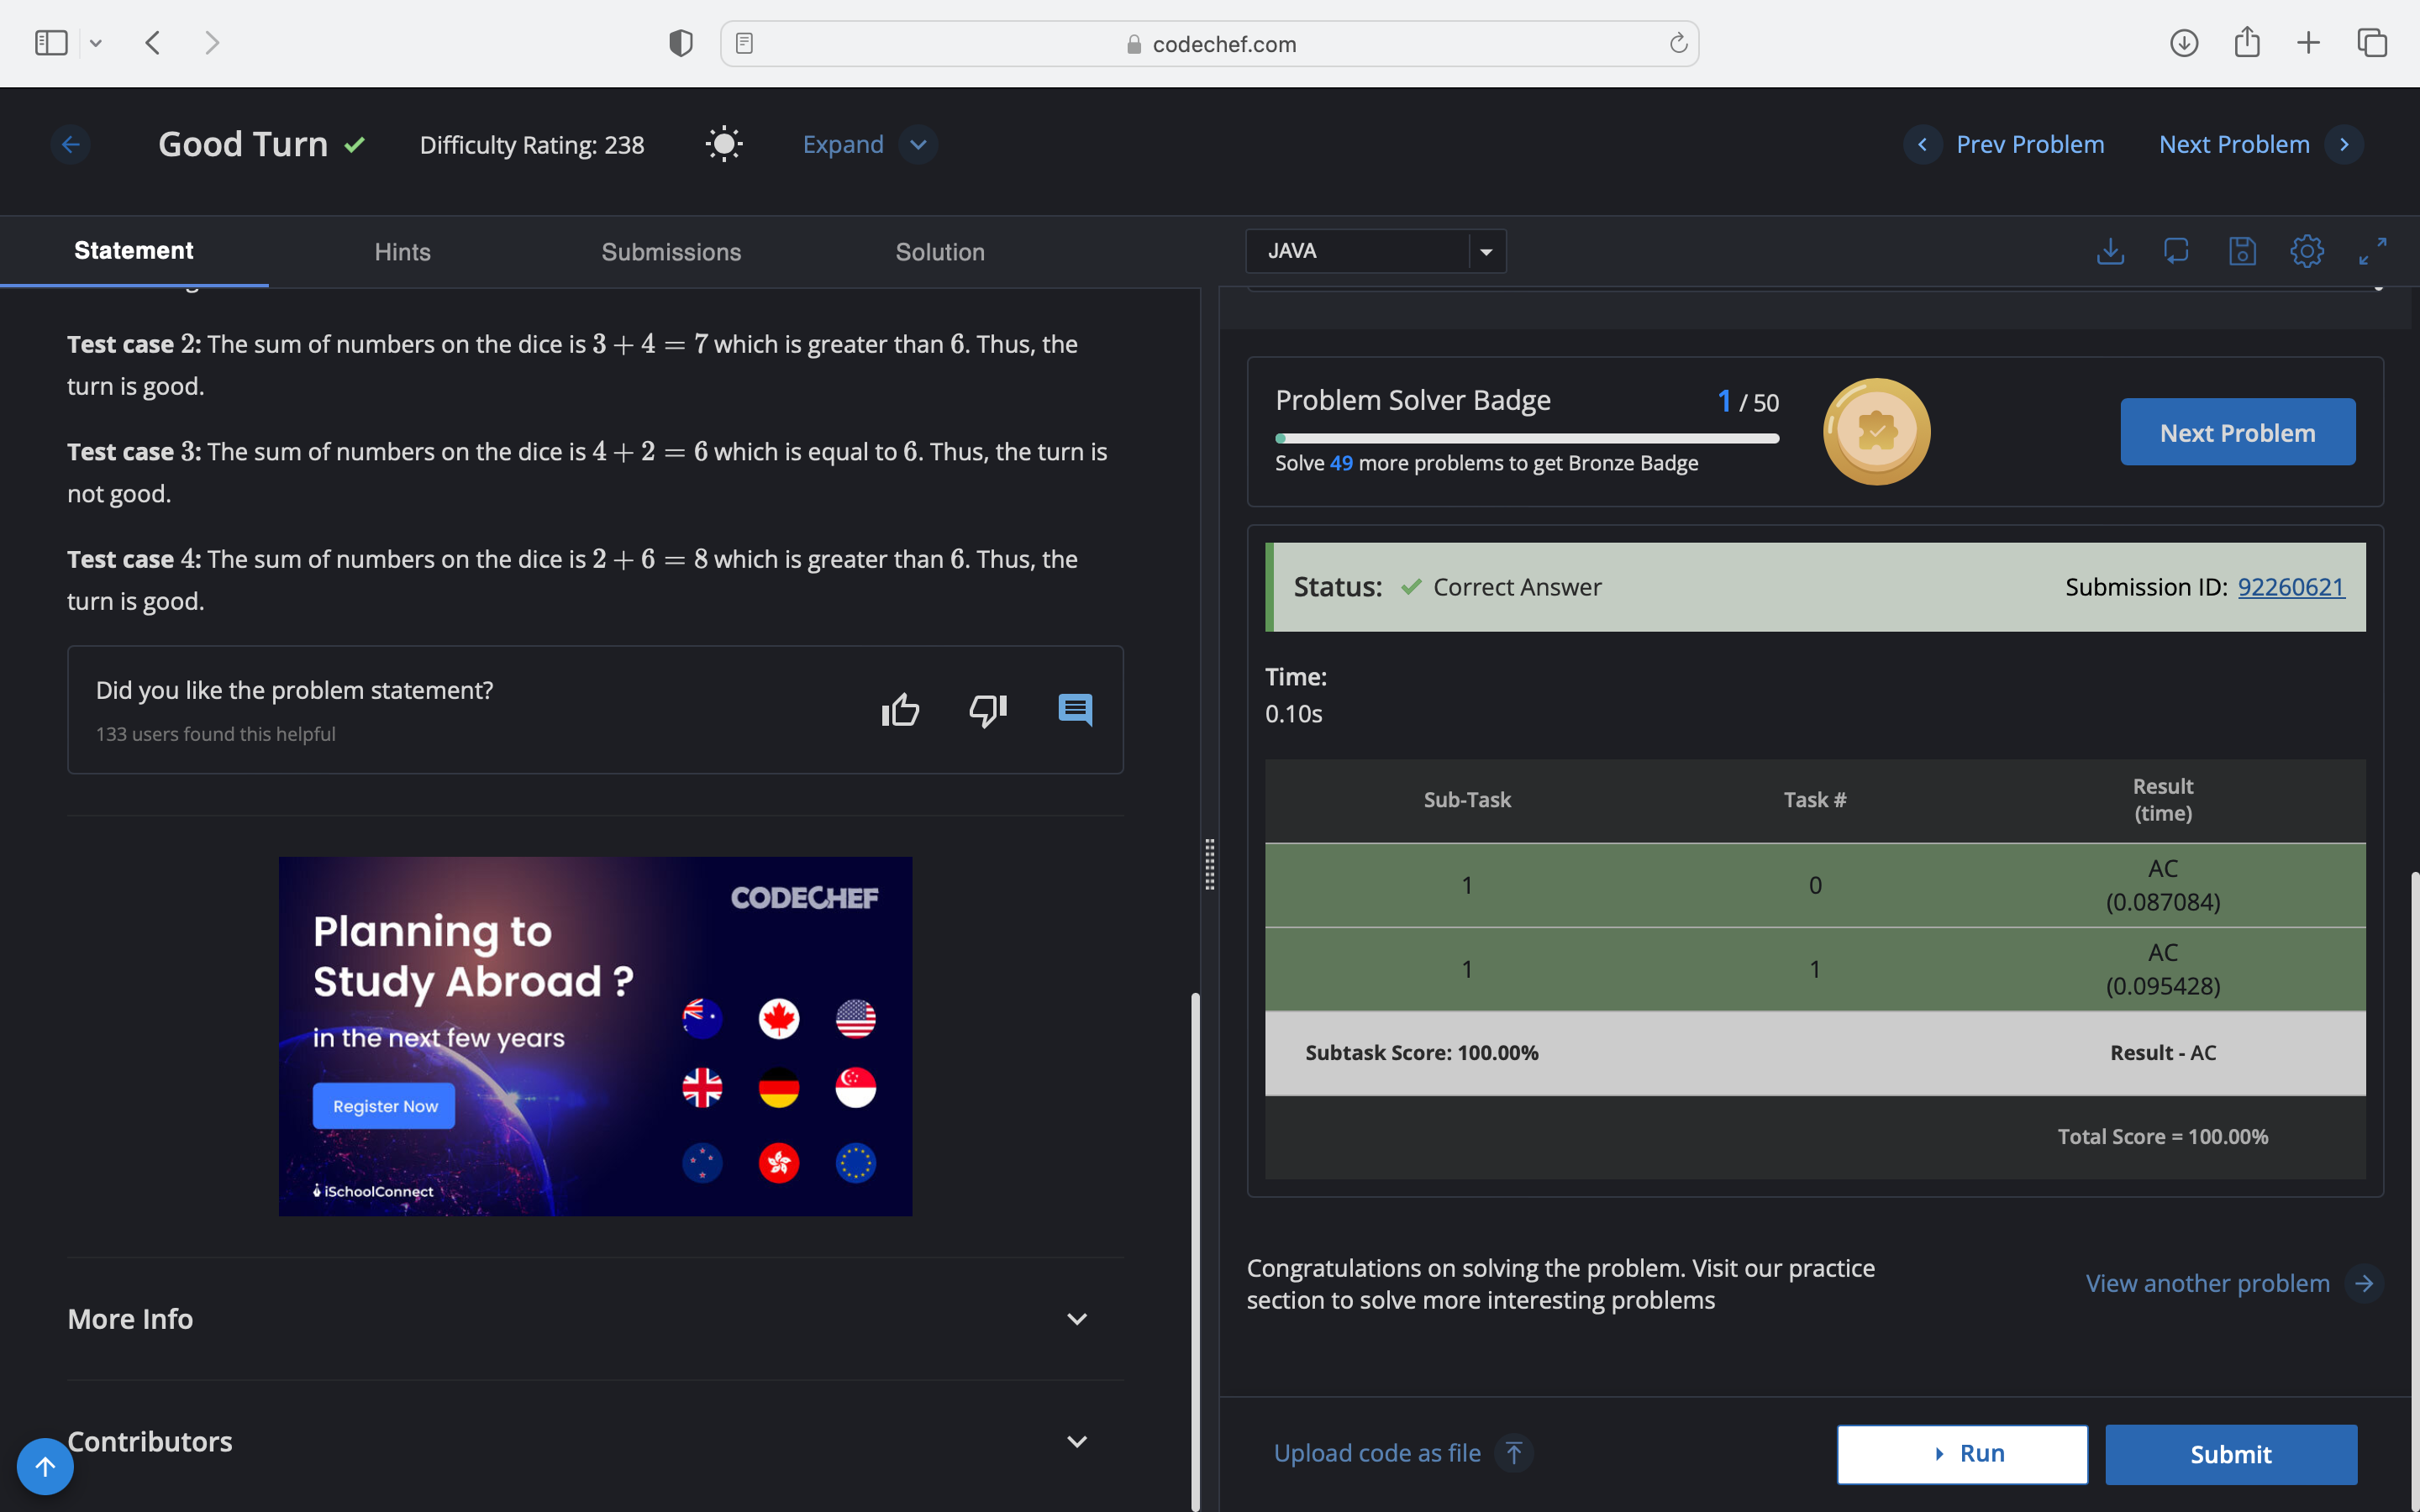 codechef.com
Good Turn
Difficulty Rating: 238
Expand
Prev Problem
Next Problem
Statement
Hints
Submissions
Solution
JAVA
Test case 2: The sum of numbers on the dice is 3 + 4 = 7 which is greater than 6. Thus, the
turn is good.
Test case 3: The sum of numbers on the dice is 4 + 2 = 6 which is equal to 6. Thus, the turn is
not good.
Test case 4: The sum of numbers on the dice is 2 + 6 = 8 which is greater than 6. Thus, the
turn is good.
Did you like the problem statement?
133 users found this helpful
CODECHEF
Planning to
Study Abroad ?
in the next few years
Register Now
iSchoolConnect
More Info
Contributors
Problem Solver Badge
1 / 50
Solve 49 more problems to get Bronze Badge
Next Problem
Status: Correct Answer
Submission ID: 92260621
Time:
0.10s
Sub-Task
Task #
Result
(time)
1
0
AC
(0.087084)
1
1
AC
(0.095428)
Subtask Score: 100.00%
Result - AC
Total Score = 100.00%
Congratulations on solving the problem. Visit our practice
section to solve more interesting problems
View another problem
Upload code as file
Run
Submit